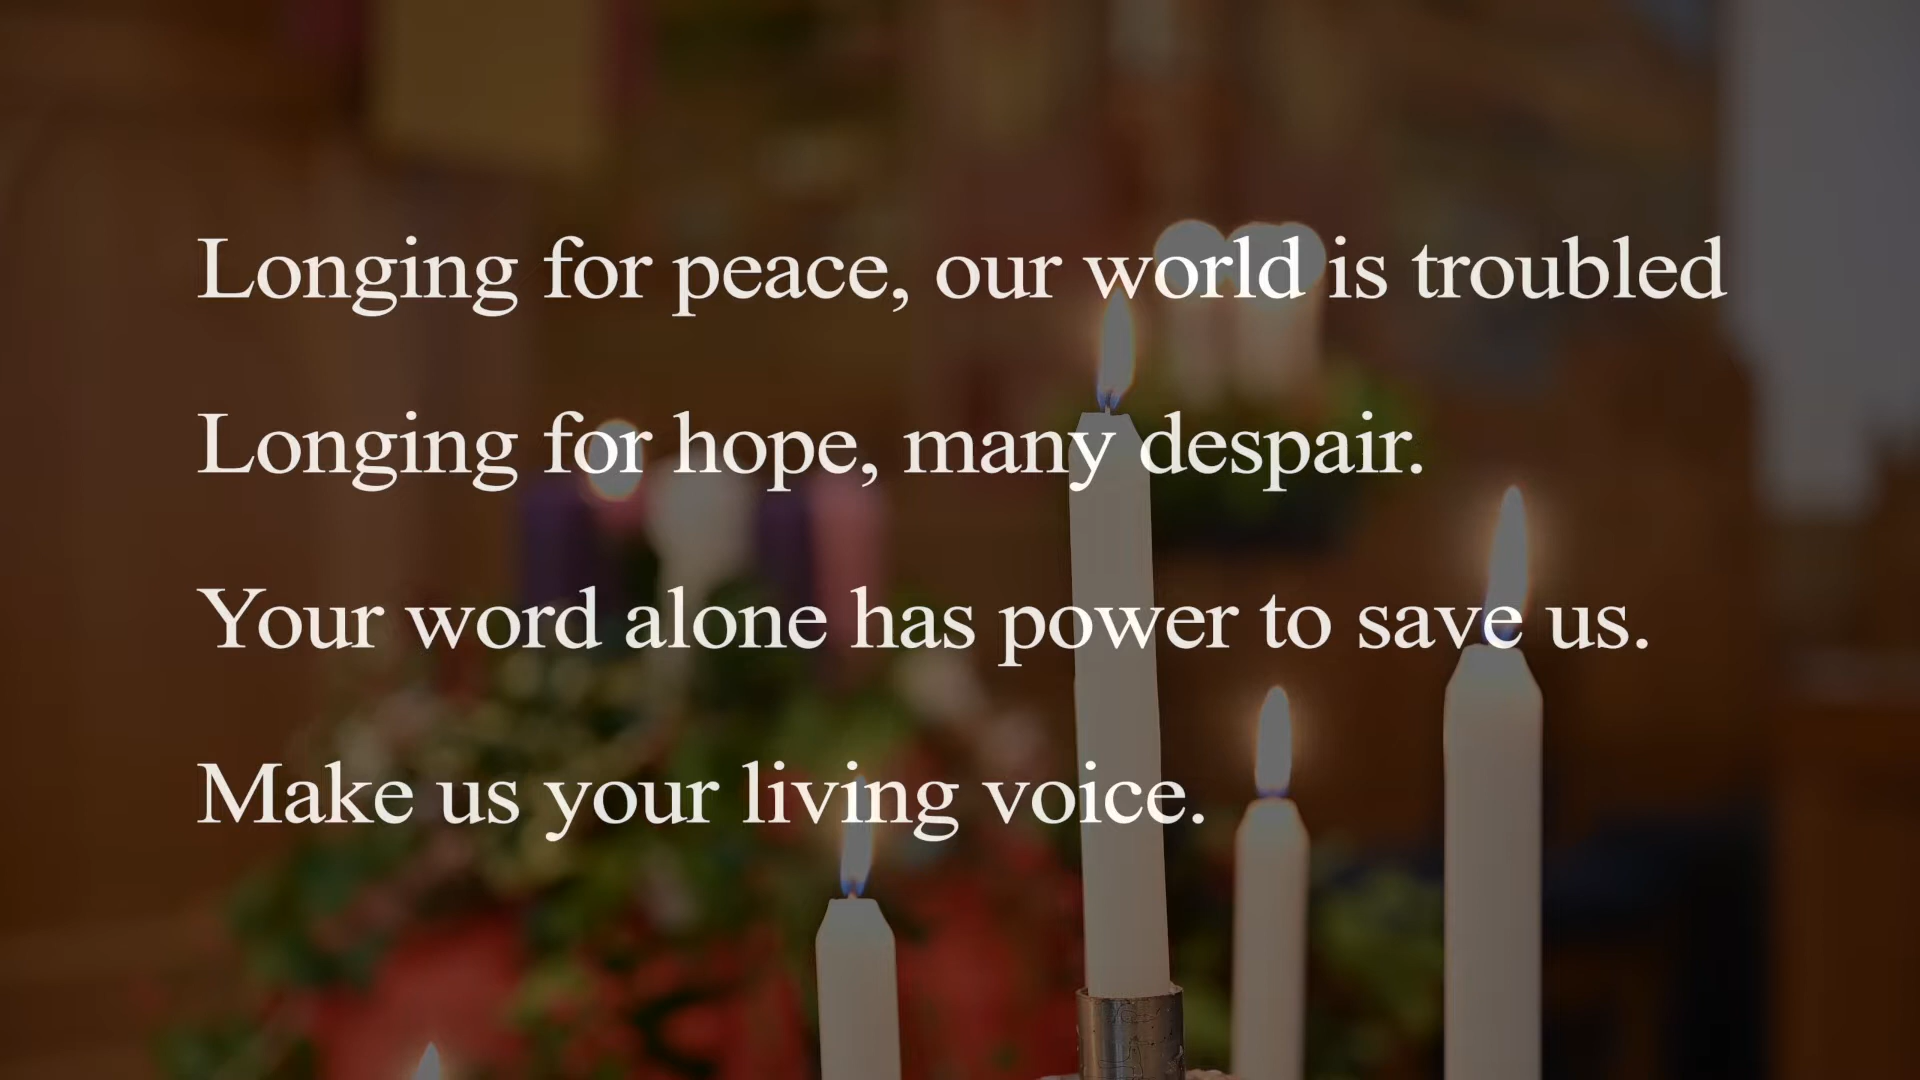 Longing for peace, our world is troubled
Longing for hope, many despair.
Your word alone has power to save us.
Make us your living voice.